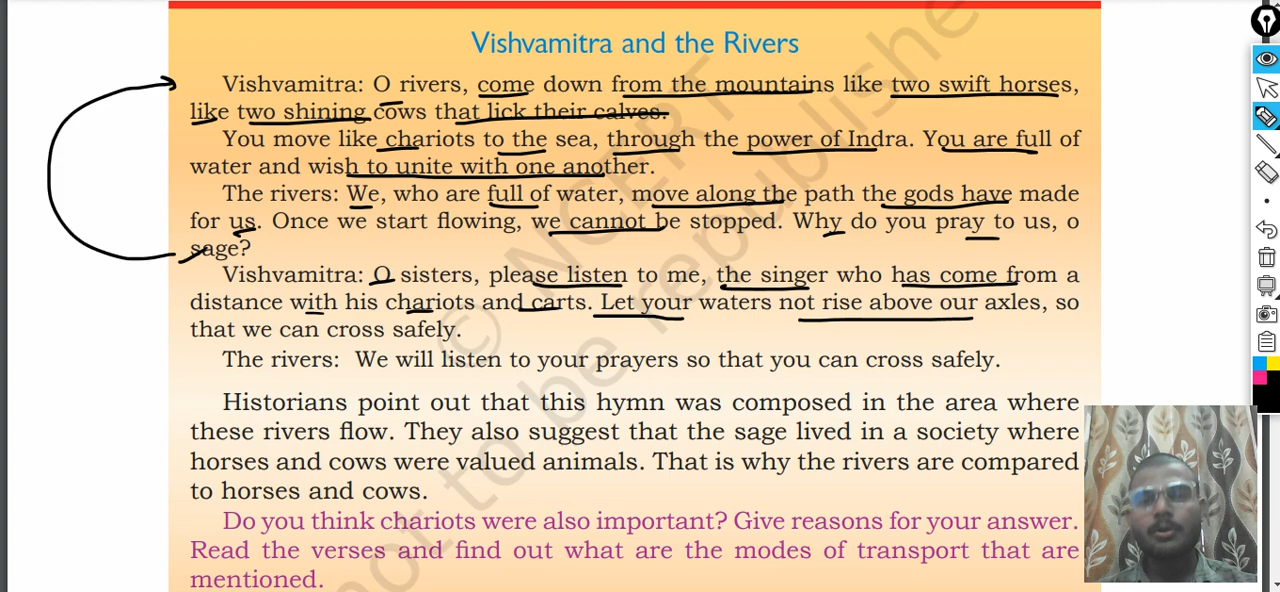 Vishvamitra and the Rivers
Vishvamitra: O rivers, come down from the mountains like two swift horses,
like two shining cows that lick their calves.
You move like chariots to the sea, through the power of Indra. You are full of
water and wish to unite with one another.
The rivers: We, who are full of water, move along the path the gods have made
for us. Once we start flowing, we cannot be stopped. Why do you pray to us, o
sage?
Vishvamitra: O sisters, please listen to me, the singer who has come from a
distance with his chariots and carts. Let your waters not rise above our axles, so
that we can cross safely.
The rivers: We will listen to your prayers so that you can cross safely.
Historians point out that this hymn was composed in the area where
these rivers flow. They also suggest that the sage lived in a society where
horses and cows were valued animals. That is why the rivers are compared
to horses and cows.
Do you think chariots were also important? Give reasons for your answer.
Read the verses and find out what are the modes of transport that are
mentioned.
© NCERT
not to be republishe